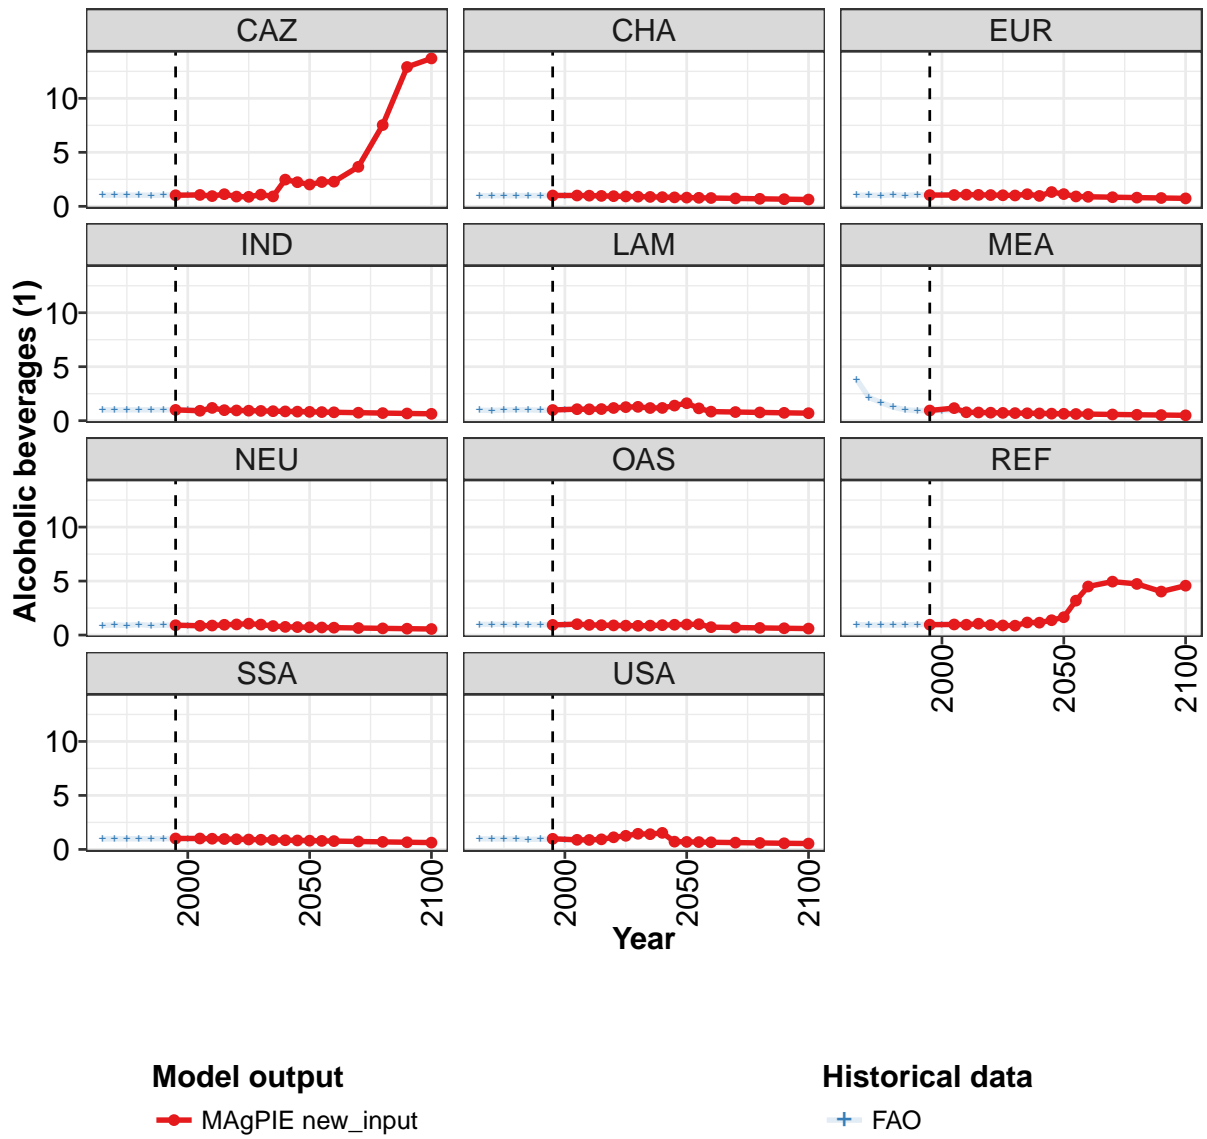 CAZ CHA EUR
10
5
0
IND LAM MEA
10
5
0
Alcoholic beverages (1)
NEU OAS REF
10
5
0
2000 2050 2100
SSA USA
10
5
0
2000 2050 2100 2000 2050 2100
Year
Model output Historical data
MAgPIE new_input FAO